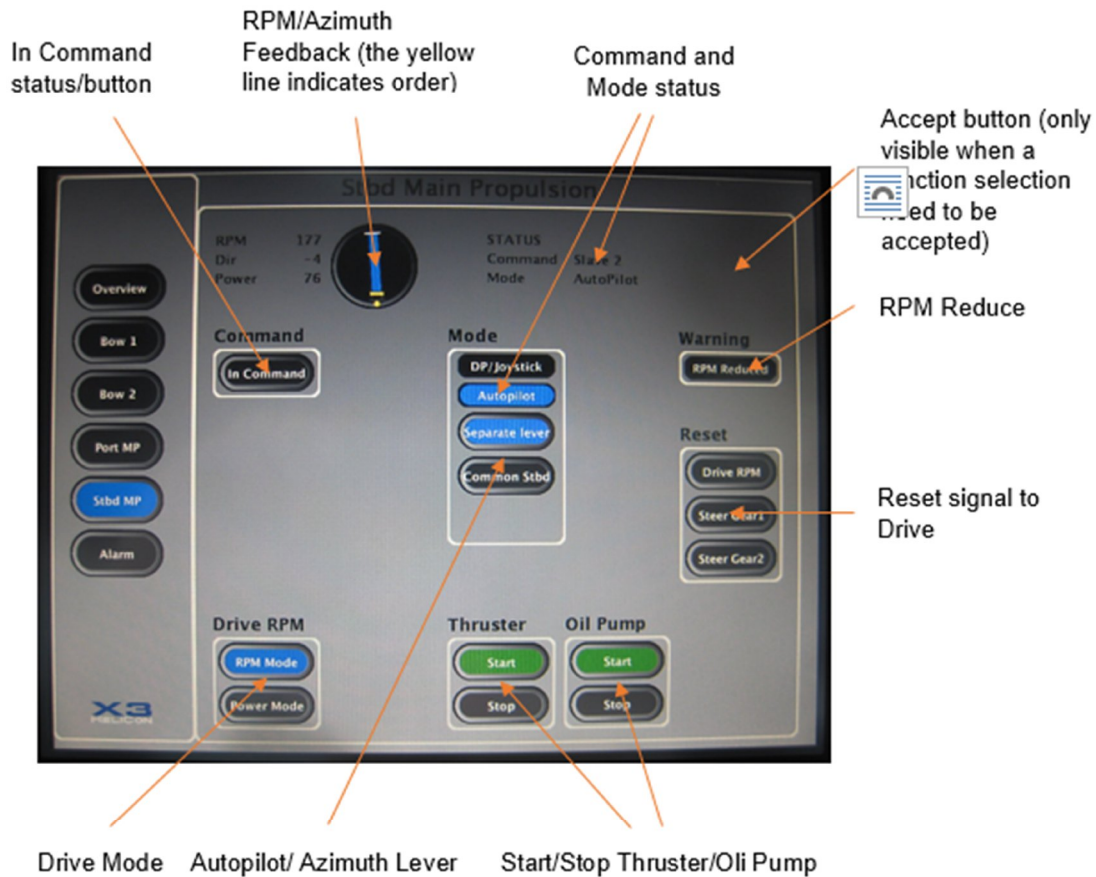 In Command
status/button
RPM/Azimuth
Feedback (the yellow
line indicates order)
Command and
Mode status
Accept button (only
visible when a
nction selection
eed to be
accepted)
RPM Reduce
Reset signal to
Drive
Stbd Main Propulsion
RPM 177
Dir -4
Power 76
STATUS
Command Slave 2
Mode AutoPilot
Overview
Bow 1
Bow 2
Port MP
Stbd MP
Alarm
Command
In Command
Mode
DP/Joystick
Autopilot
Separate lever
Common Stbd
Warning
RPM Reduced
Reset
Drive RPM
Steer Gear1
Steer Gear2
Drive RPM
RPM Mode
Power Mode
Thruster
Start
Stop
Oil Pump
Start
Stop
X3
HELICON
Drive Mode
Autopilot/ Azimuth Lever
Start/Stop Thruster/Oli Pump